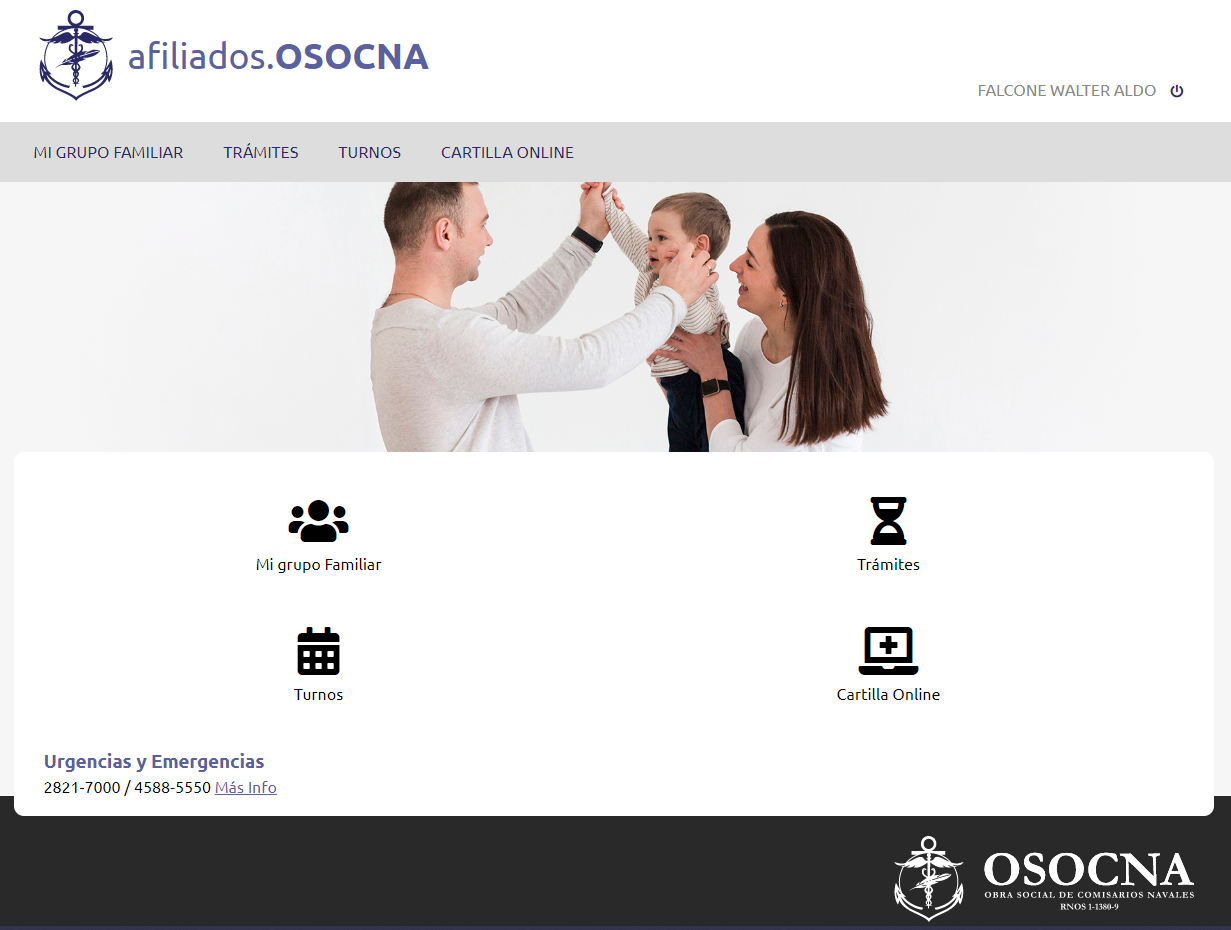 afiliados.OSOCNA
FALCONE WALTER ALDO
MI GRUPO FAMILIAR TRÁMITES TURNOS CARTILLA ONLINE
Mi grupo Familiar Trámites
Turnos Cartilla Online
Urgencias y Emergencias
2821-7000 / 4588-5550 Más Info
OSOCNA
OBRA SOCIAL DE COMISARIOS NAVALES
RNOS 1-1380-9